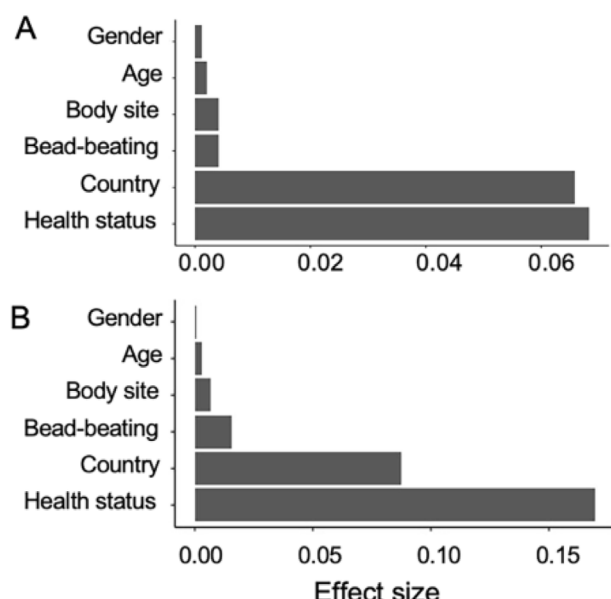 A
Gender
Age
Body site
Bead-beating
Country
Health status
0.00 0.02 0.04 0.06
B
Gender
Age
Body site
Bead-beating
Country
Health status
0.00 0.05 0.10 0.15
Effect size